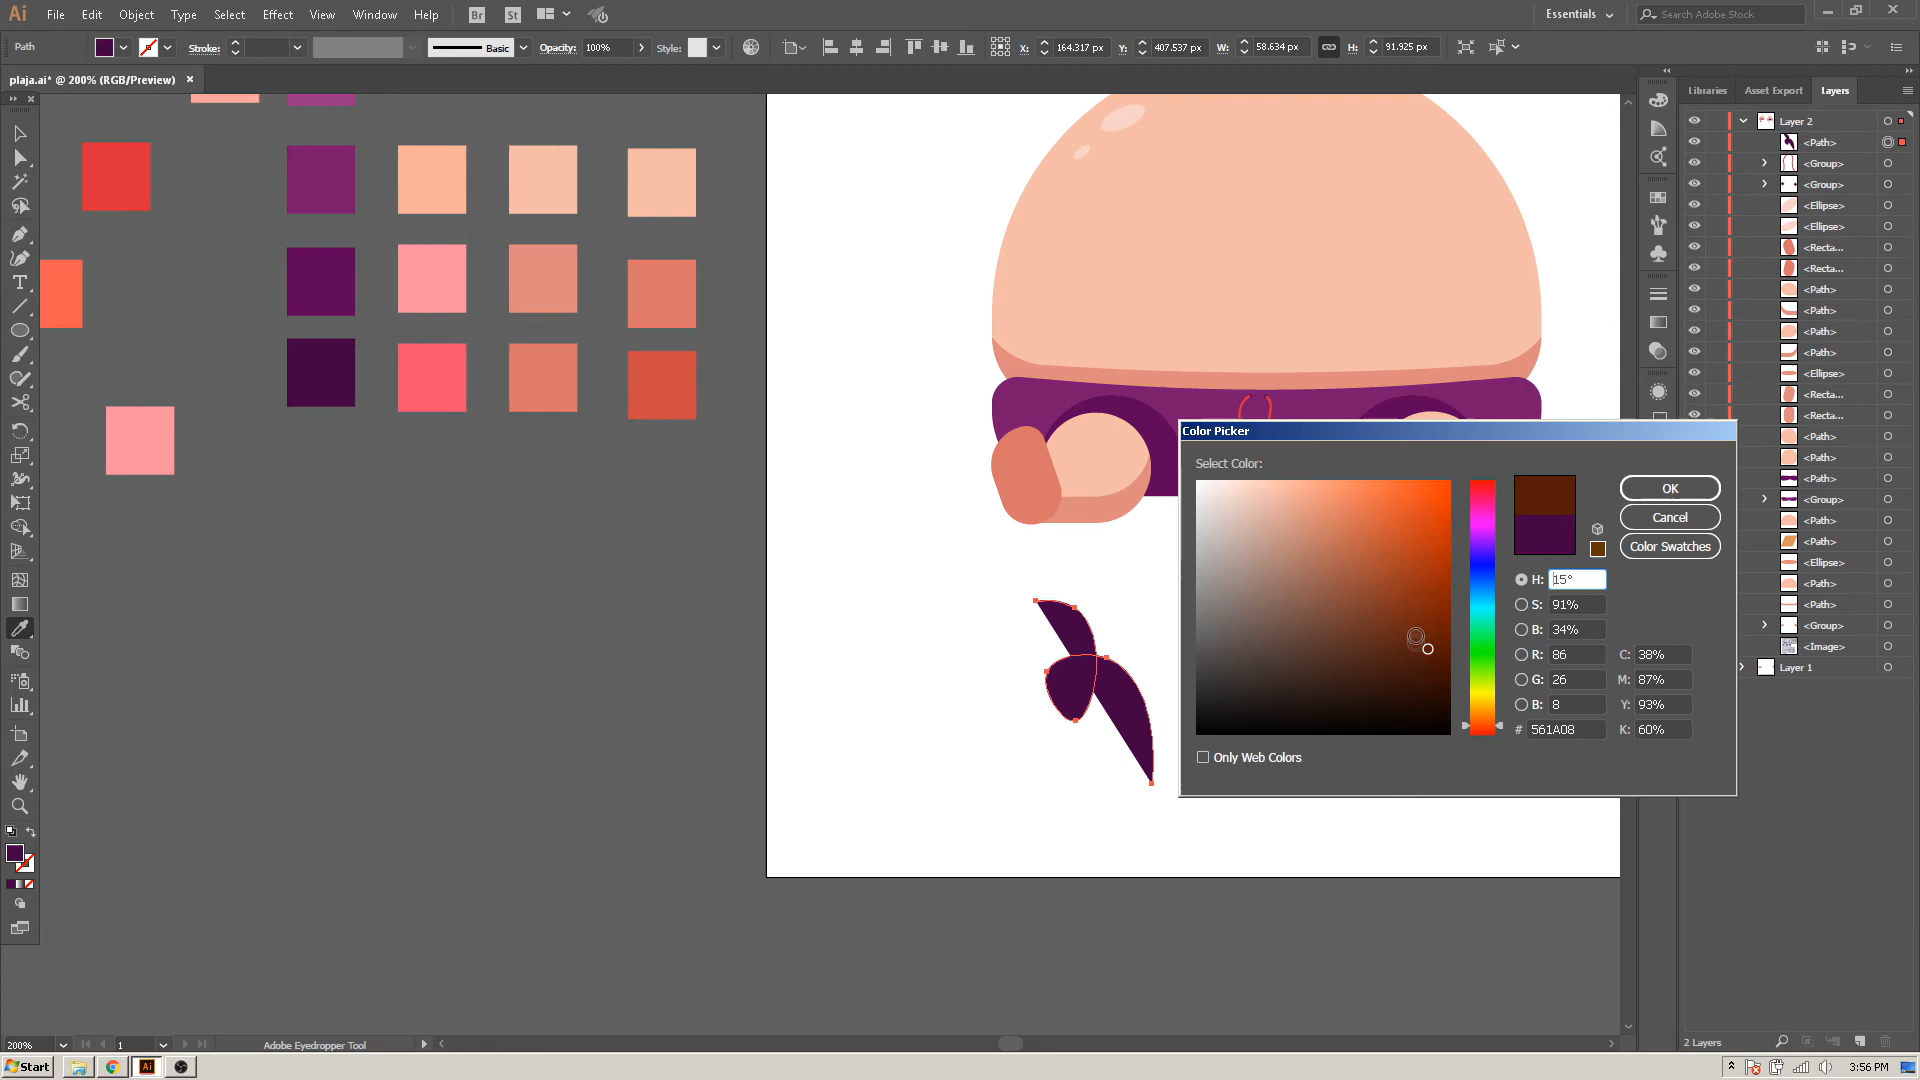 Ai File Edit Object Type Select Effect View Window Help Br St Essentials Search Adobe Stock
Path Stroke: Basic Opacity: 100% Style: X: 164.317 px Y: 407.537 px W: 58.634 px H: 91.925 px
plaja.ai* @ 200% (RGB/Preview)
Libraries Asset Export Layers
Layer 2
<Path>
<Group>
<Group>
<Ellipse>
<Ellipse>
<Recta...
<Recta...
<Path>
<Path>
<Path>
<Path>
<Ellipse>
<Recta...
<Recta...
<Path>
<Path>
<Path>
<Group>
<Path>
<Path>
<Ellipse>
<Path>
<Path>
<Group>
<Image>
Layer 1
Color Picker
Select Color:
OK
Cancel
Color Swatches
H: 15°
S: 91%
B: 34%
R: 86 C: 38%
G: 26 M: 87%
B: 8 Y: 93%
# 561A08 K: 60%
Only Web Colors
200% 1 Adobe Eyedropper Tool 2 Layers
Start Ai 3:56 PM